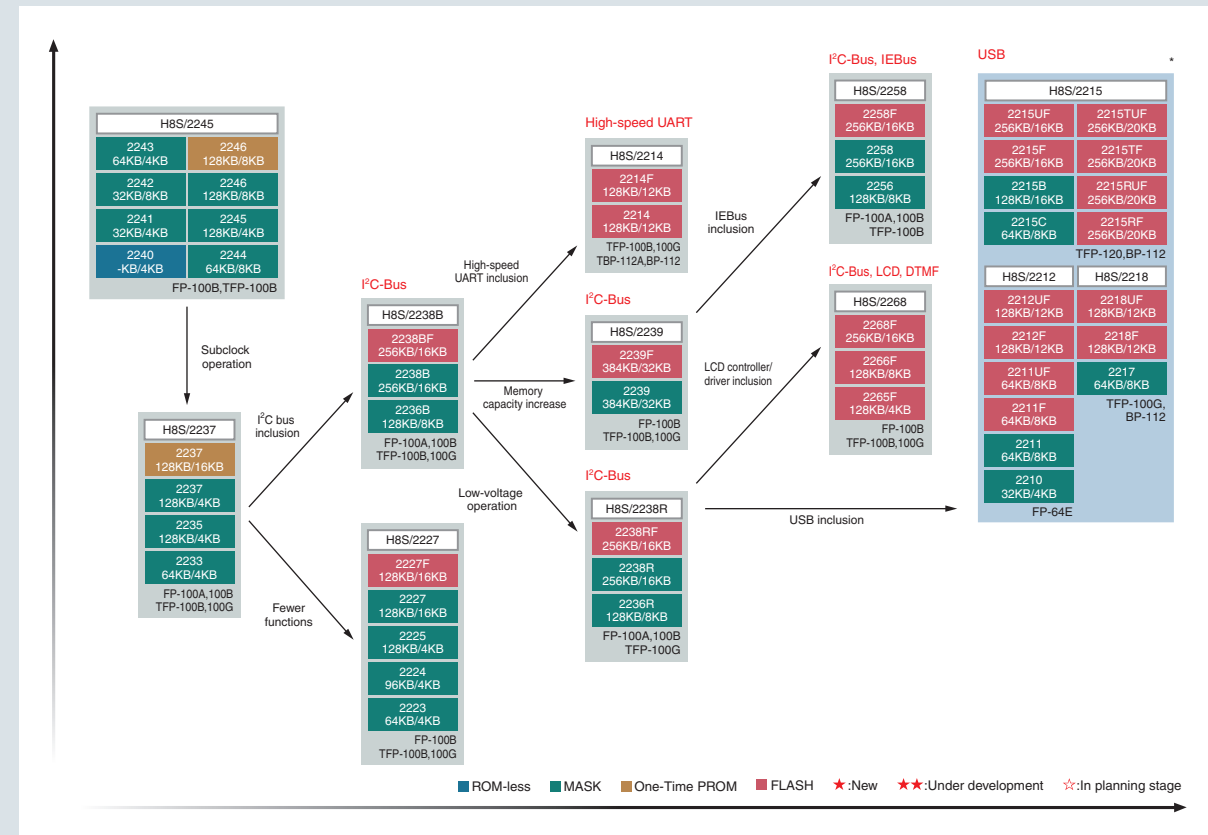 H8S/2245
2243
64KB/4KB
2246
128KB/8KB
2242
32KB/8KB
2246
128KB/8KB
2241
32KB/4KB
2245
128KB/4KB
2240
-KB/4KB
2244
64KB/8KB
FP-100B,TFP-100B
Subclock
operation
H8S/2237
2237
128KB/16KB
2237
128KB/4KB
2235
128KB/4KB
2233
64KB/4KB
FP-100A,100B
TFP-100B,100G
I²C bus
inclusion
Fewer
functions
I²C-Bus
H8S/2238B
2238BF
256KB/16KB
2238B
256KB/16KB
2236B
128KB/8KB
FP-100A,100B
TFP-100B,100G
H8S/2227
2227F
128KB/16KB
2227
128KB/16KB
2225
128KB/4KB
2224
96KB/4KB
2223
64KB/4KB
FP-100B
TFP-100B,100G
High-speed
UART inclusion
Memory
capacity increase
Low-voltage
operation
High-speed UART
H8S/2214
2214F
128KB/12KB
2214
128KB/12KB
TFP-100B,100G
TBP-112A,BP-112
I²C-Bus
H8S/2239
2239F
384KB/32KB
2239
384KB/32KB
FP-100B
TFP-100B,100G
I²C-Bus
H8S/2238R
2238RF
256KB/16KB
2238R
256KB/16KB
2236R
128KB/8KB
FP-100A,100B
TFP-100G
IEBus
inclusion
LCD controller/
driver inclusion
USB inclusion
I²C-Bus, IEBus
H8S/2258
2258F
256KB/16KB
2258
256KB/16KB
2256
128KB/8KB
FP-100A,100B
TFP-100B
I²C-Bus, LCD, DTMF
H8S/2268
2268F
256KB/16KB
2266F
128KB/8KB
2265F
128KB/4KB
FP-100B
TFP-100B,100G
USB
*
H8S/2215
2215UF
256KB/16KB
2215TUF
256KB/20KB
2215F
256KB/16KB
2215TF
256KB/20KB
2215B
128KB/16KB
2215RUF
256KB/20KB
2215C
64KB/8KB
2215RF
256KB/20KB
TFP-120,BP-112
H8S/2212
2212UF
128KB/12KB
2212F
128KB/12KB
2211UF
64KB/8KB
2211F
64KB/8KB
2211
64KB/8KB
2210
32KB/4KB
FP-64E
H8S/2218
2218UF
128KB/12KB
2218F
128KB/12KB
2217
64KB/8KB
TFP-100G,
BP-112
ROM-less MASK One-Time PROM FLASH ★:New ★★:Under development ☆:In planning stage